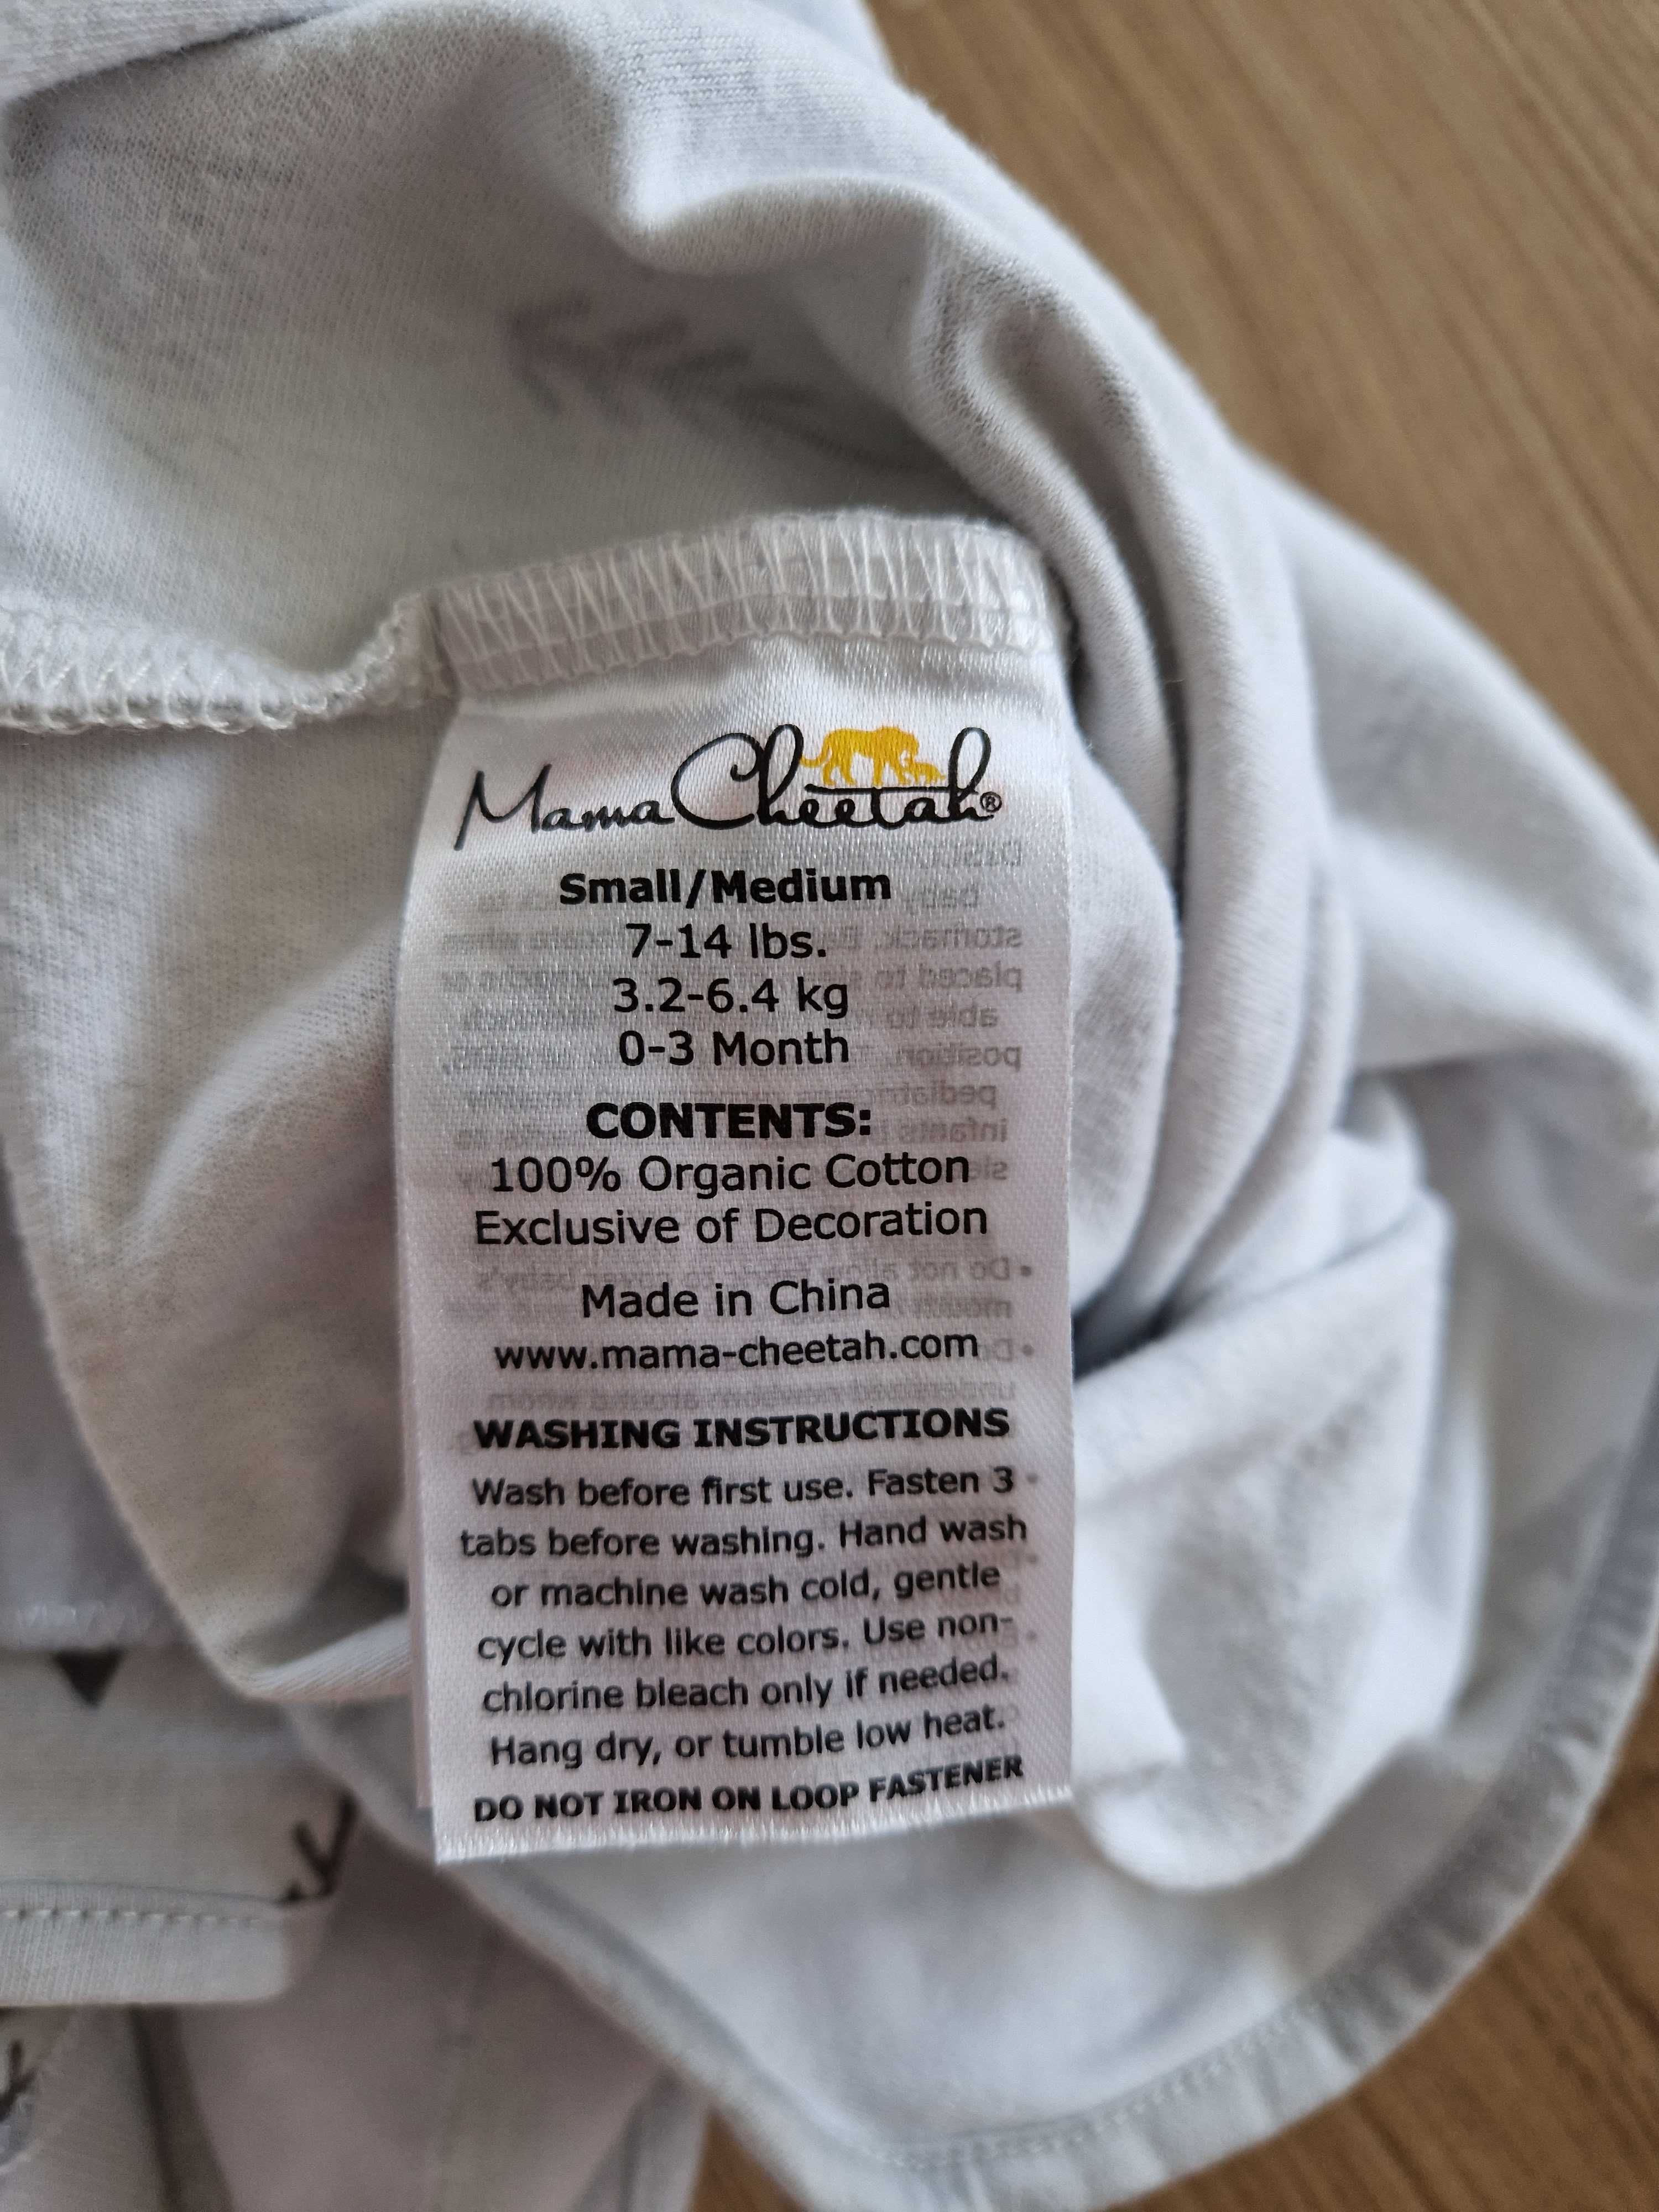 Mama Cheetah®
Small/Medium
7-14 lbs.
3.2-6.4 kg
0-3 Month
CONTENTS:
100% Organic Cotton
Exclusive of Decoration
Made in China
www.mama-cheetah.com
WASHING INSTRUCTIONS
Wash before first use. Fasten 3
tabs before washing. Hand wash
or machine wash cold, gentle
cycle with like colors. Use non-
chlorine bleach only if needed.
Hang dry, or tumble low heat.
DO NOT IRON ON LOOP FASTENER